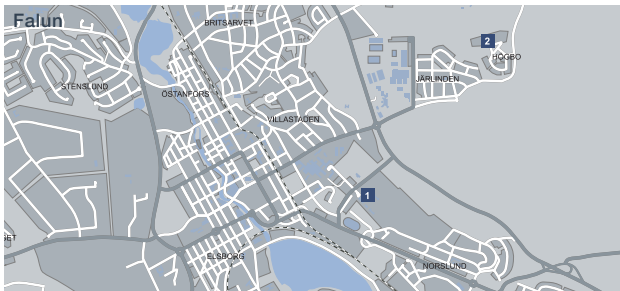 Falun
BRITSARVET
2
HÖGBO
JÄRLINDEN
STENSLUND
ÖSTANFORS
VILLASTADEN
1
ELSBORG
NORSLUND